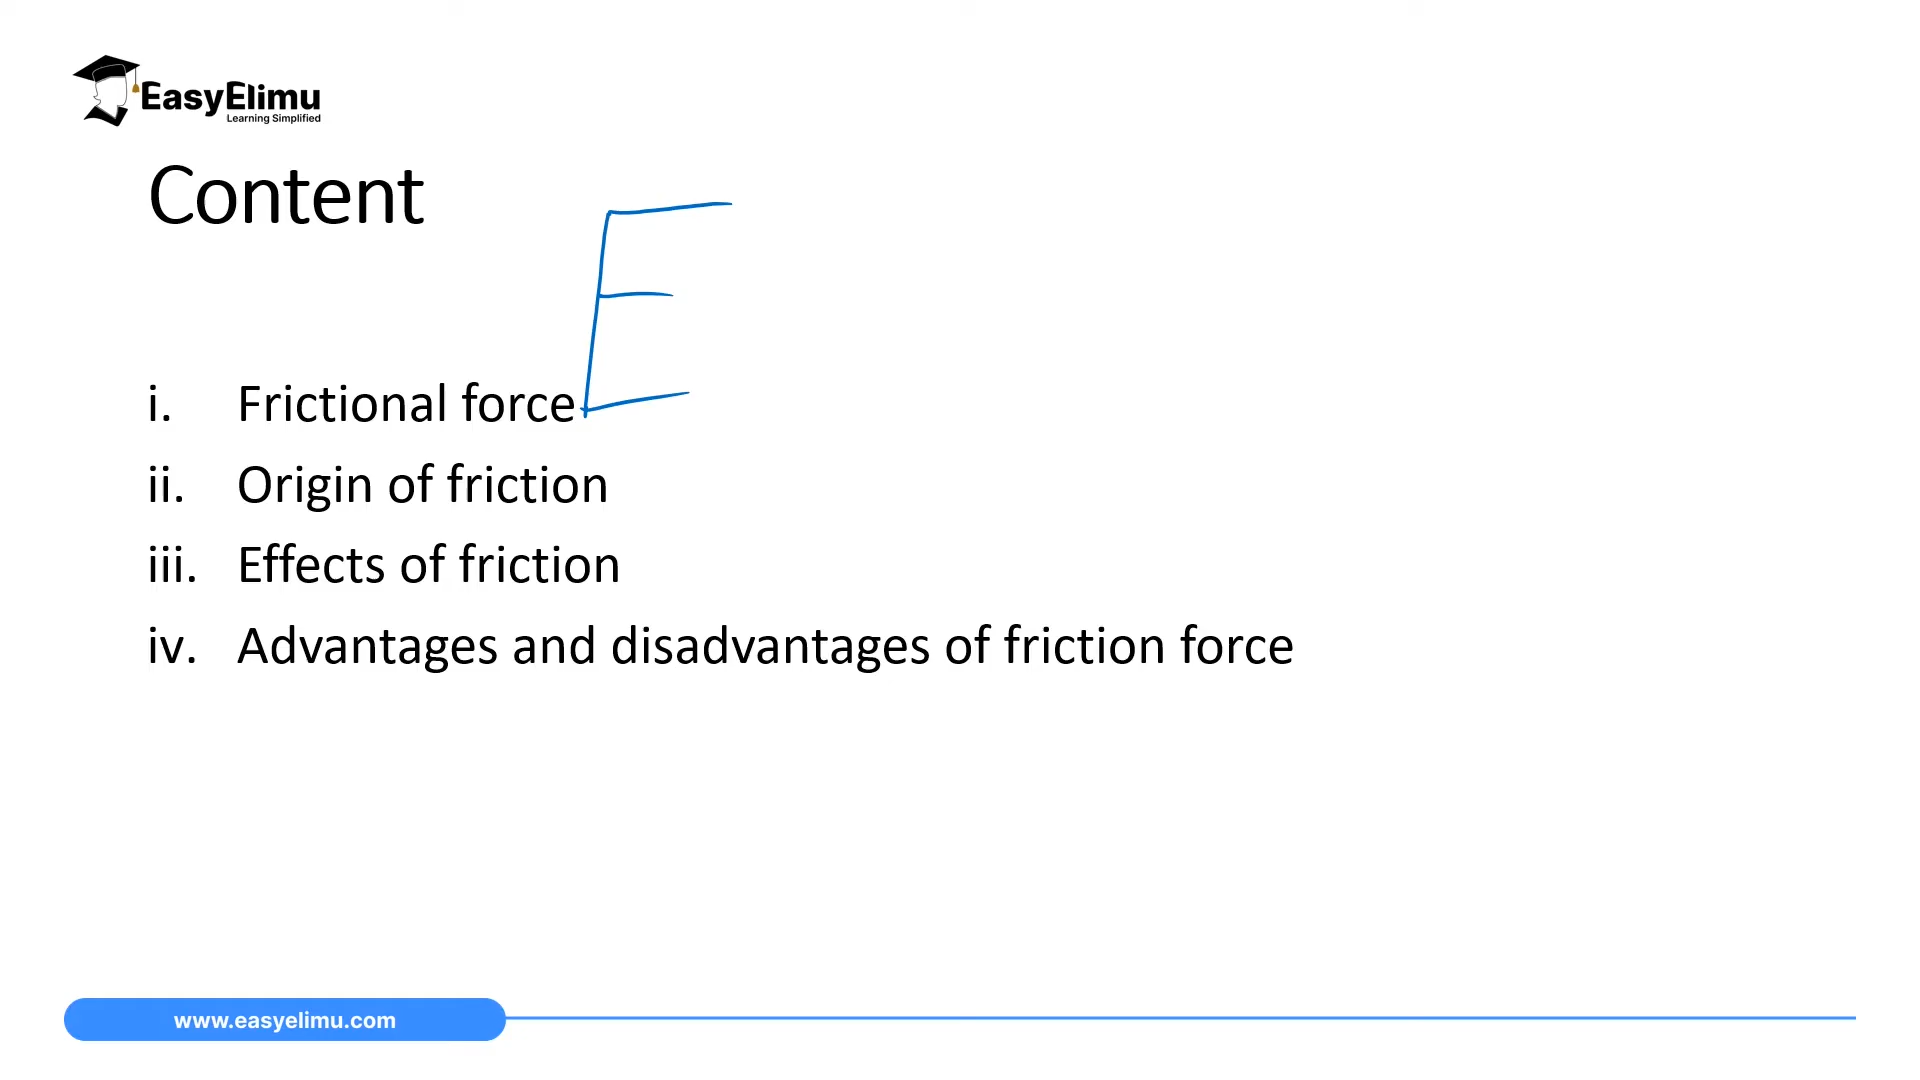 EasyElimu
Learning Simplified
Content
E
i. Frictional force
ii. Origin of friction
iii. Effects of friction
iv. Advantages and disadvantages of friction force
www.easyelimu.com